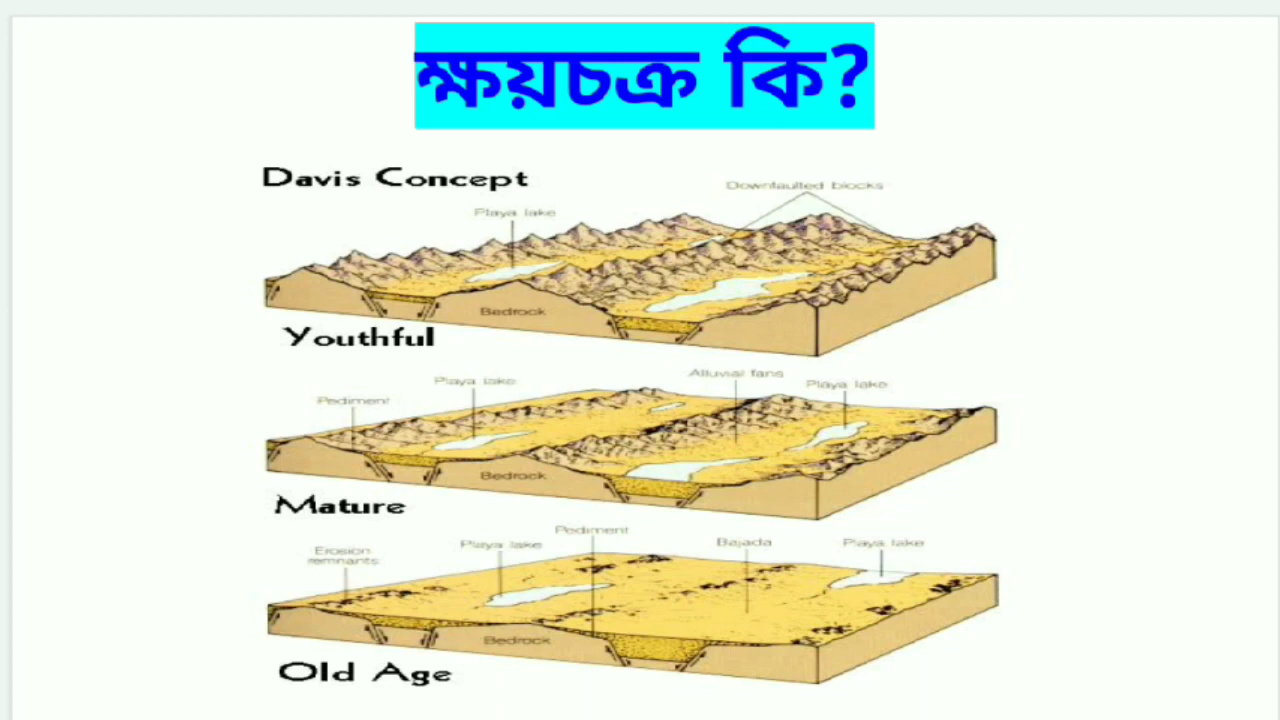 ক্ষয়চক্র কি?
Davis Concept
Downfaulted blocks
Playa lake
Bedrock
Youthful
Alluvial fans
Playa lake
Playa lake
Pediment
Bedrock
Mature
Pediment
Erosion
remnants
Playa lake
Bajada
Playa lake
Bedrock
Old Age